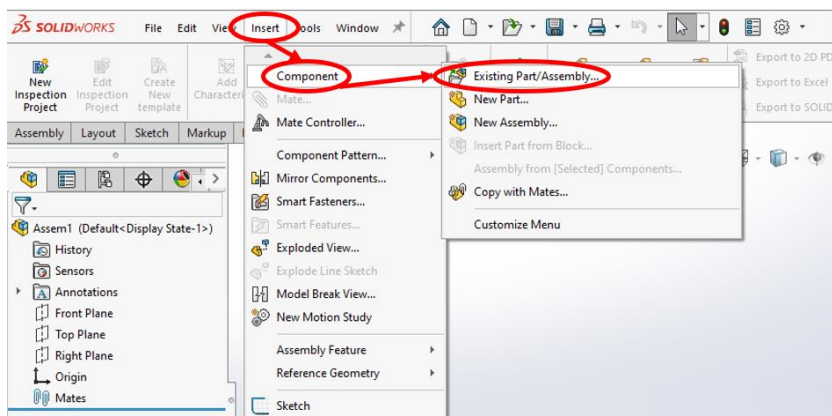 SOLIDWORKS File Edit View Insert Tools Window
New Inspection Project
Edit Inspection Project
Create New template
Add
Export to 2D PD
Export to Excel
Export to SOLID
Assembly Layout Sketch Markup
Assem1 (Default<Display State-1>)
History
Sensors
Annotations
Front Plane
Top Plane
Right Plane
Origin
Mates
Component
Mate...
Mate Controller...
Component Pattern...
Mirror Components...
Smart Fasteners...
Smart Features...
Exploded View...
Explode Line Sketch
Model Break View...
New Motion Study
Assembly Feature
Reference Geometry
Sketch
Existing Part/Assembly...
New Part...
New Assembly...
Insert Part from Block...
Assembly from [Selected] Components...
Copy with Mates...
Customize Menu